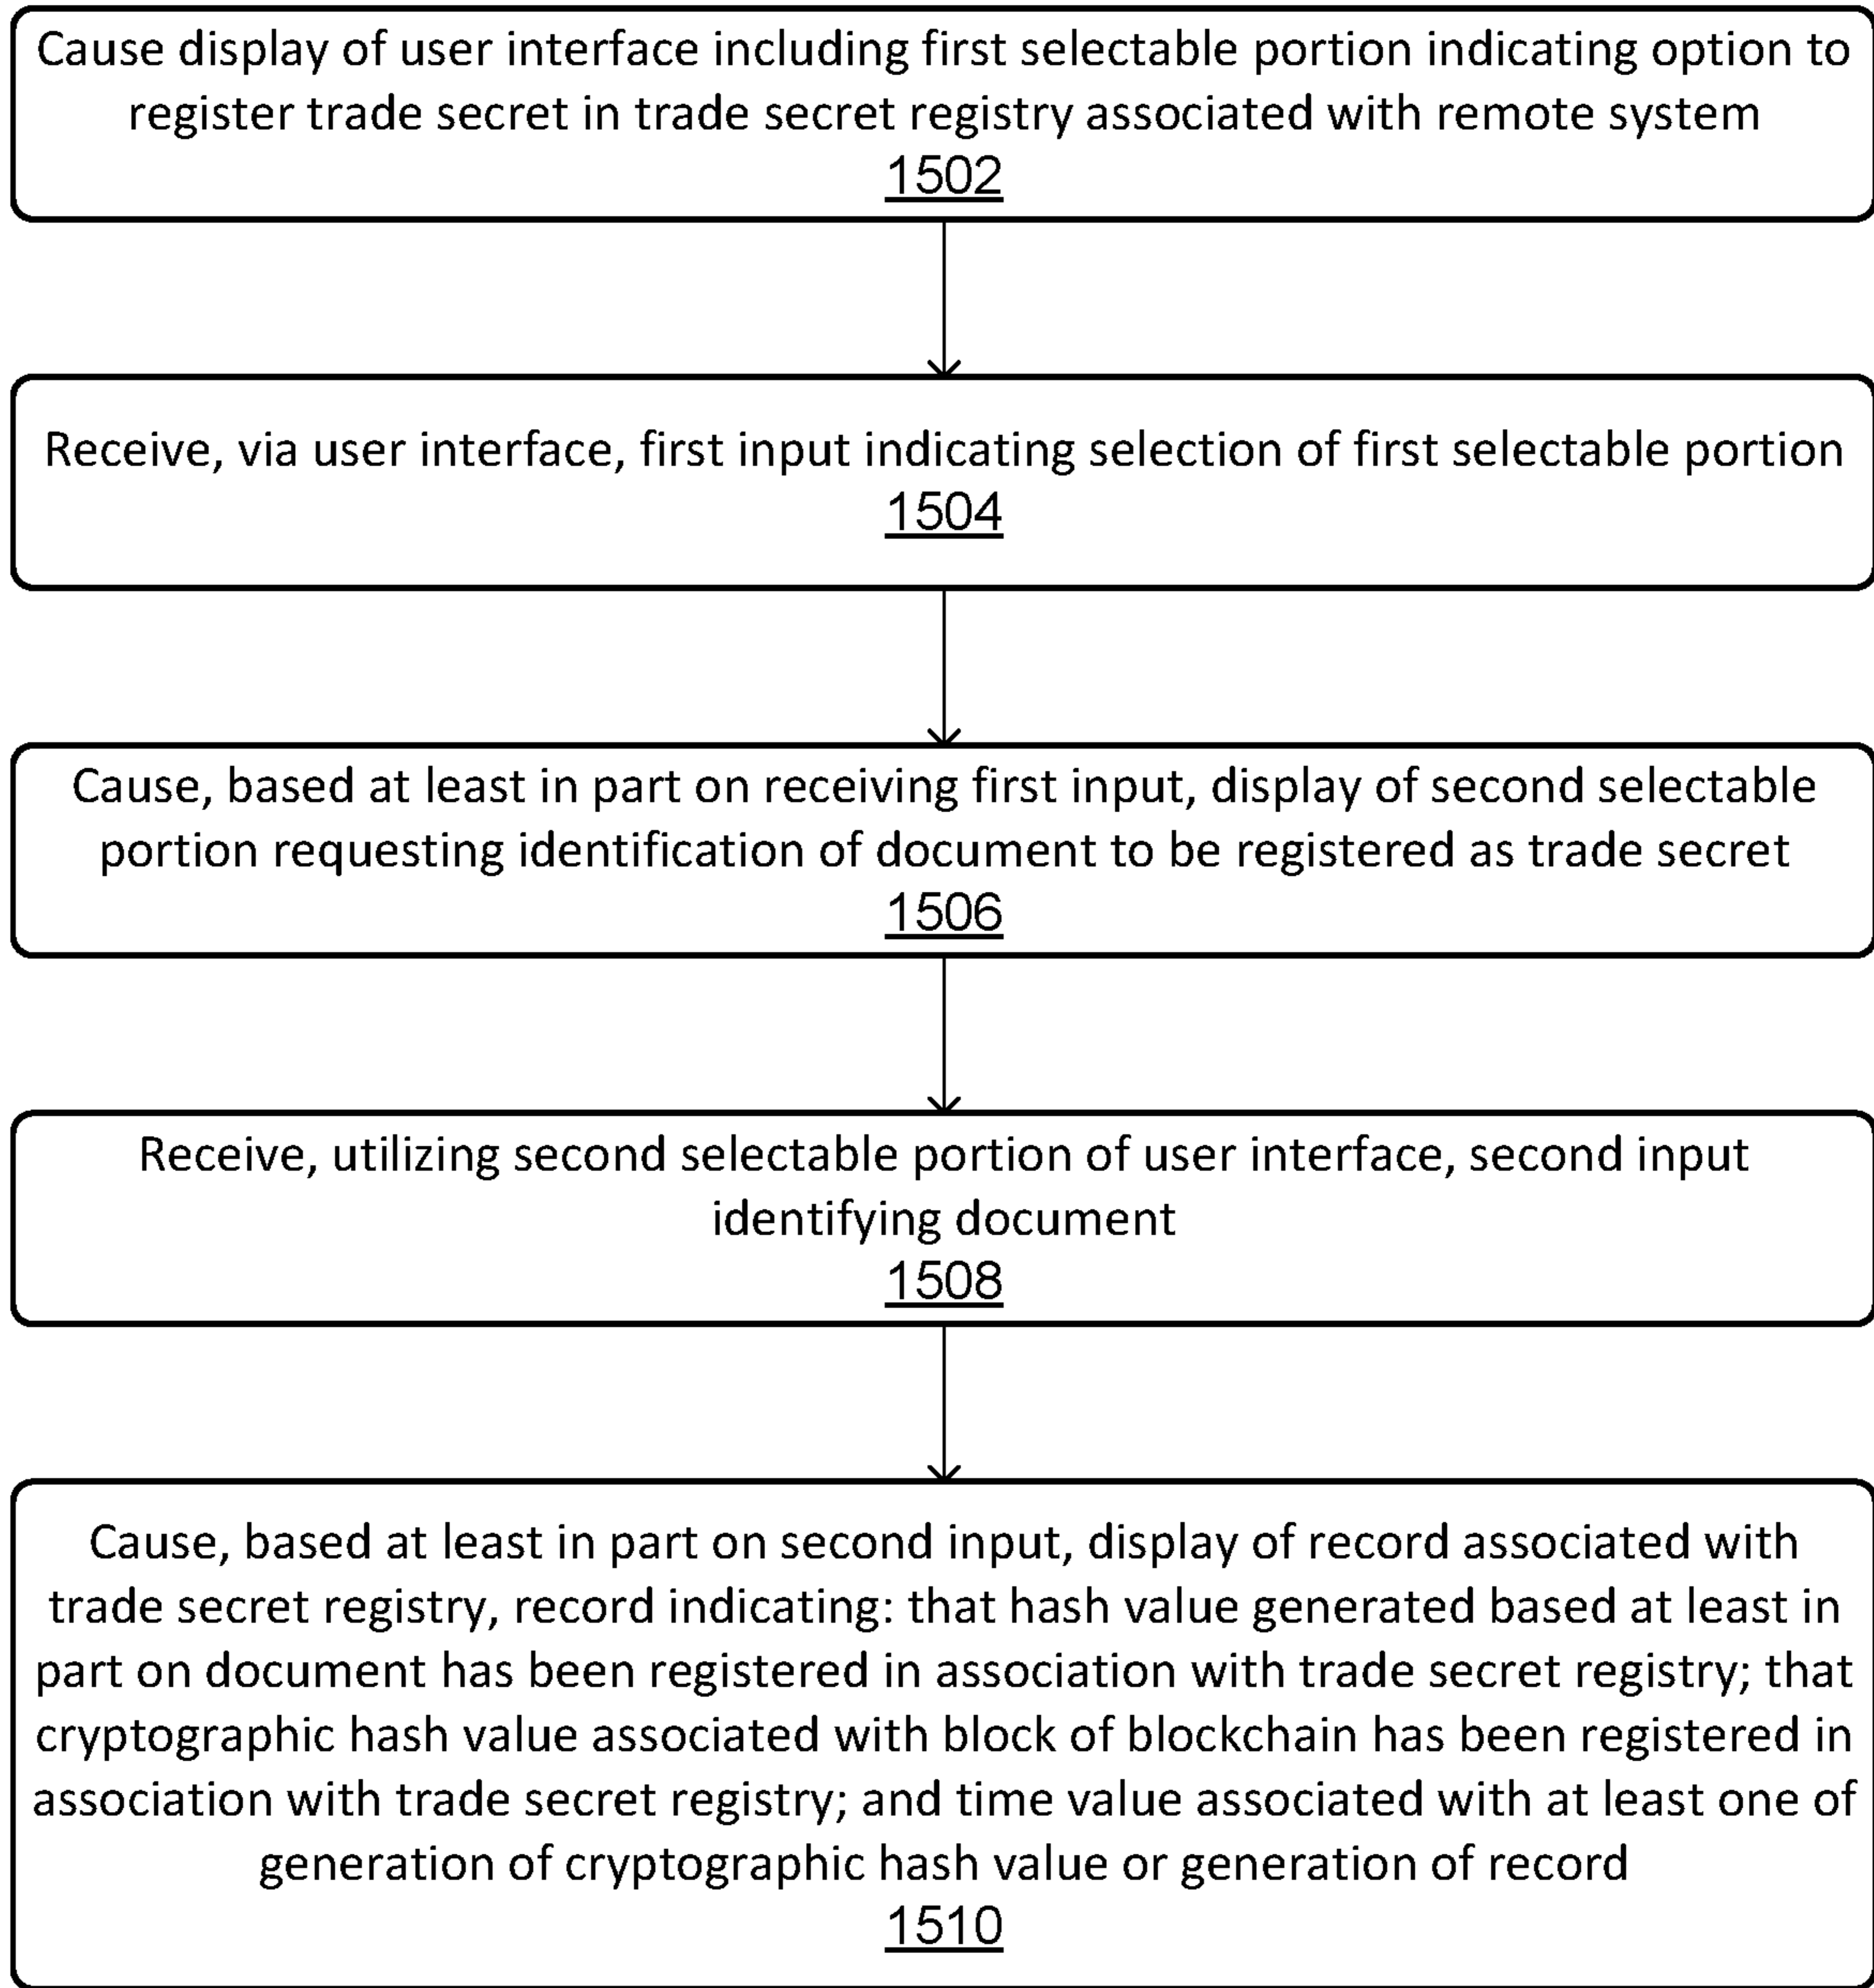 Cause display of user interface including first selectable portion indicating option to
register trade secret in trade secret registry associated with remote system
1502
Receive, via user interface, first input indicating selection of first selectable portion
1504
Cause, based at least in part on receiving first input, display of second selectable
portion requesting identification of document to be registered as trade secret
1506
Receive, utilizing second selectable portion of user interface, second input
identifying document
1508
Cause, based at least in part on second input, display of record associated with
trade secret registry, record indicating: that hash value generated based at least in
part on document has been registered in association with trade secret registry; that
cryptographic hash value associated with block of blockchain has been registered in
association with trade secret registry; and time value associated with at least one of
generation of cryptographic hash value or generation of record
1510